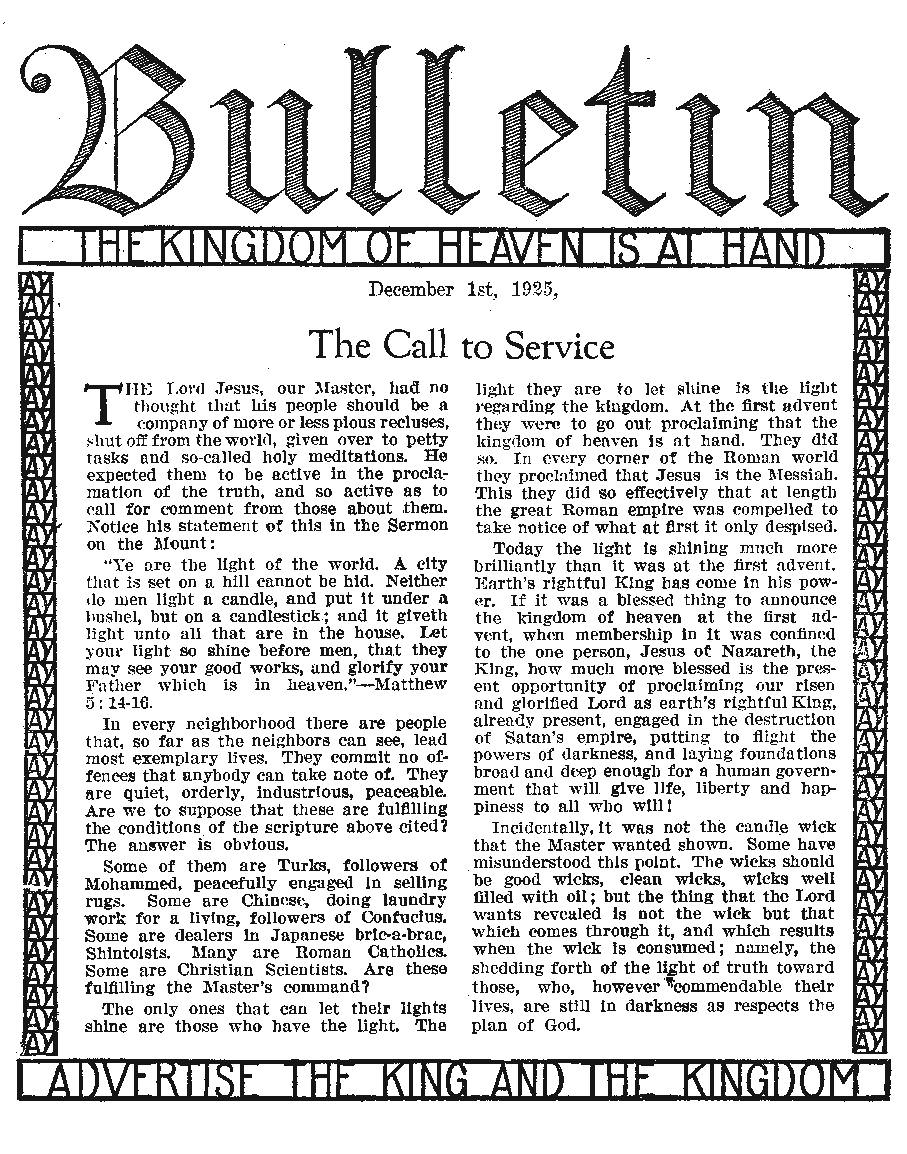 Bulletin
THE KINGDOM OF HEAVEN IS AT HAND
December 1st, 1925,
The Call to Service
THE Lord Jesus, our Master, had no
thought that his people should be a
company of more or less pious recluses,
shut off from the world, given over to petty
tasks and so-called holy meditations. He
expected them to be active in the procla-
mation of the truth, and so active as to
call for comment from those about them.
Notice his statement of this in the Sermon
on the Mount:
"Ye are the light of the world. A city
that is set on a hill cannot be hid. Neither
do men light a candle, and put it under a
bushel, but on a candlestick; and it giveth
light unto all that are in the house. Let
your light so shine before men, that they
may see your good works, and glorify your
Father which is in heaven."—Matthew
5:14-16.
In every neighborhood there are people
that, so far as the neighbors can see, lead
most exemplary lives. They commit no of-
fences that anybody can take note of. They
are quiet, orderly, industrious, peaceable.
Are we to suppose that these are fulfilling
the conditions of the scripture above cited?
The answer is obvious.
Some of them are Turks, followers of
Mohammed, peacefully engaged in selling
rugs. Some are Chinese, doing laundry
work for a living, followers of Confucius.
Some are dealers in Japanese bric-a-brac,
Shintoists. Many are Roman Catholics.
Some are Christian Scientists. Are these
fulfilling the Master's command?
The only ones that can let their lights
shine are those who have the light. The
light they are to let shine is the light
regarding the kingdom. At the first advent
they were to go out proclaiming that the
kingdom of heaven is at hand. They did
so. In every corner of the Roman world
they proclaimed that Jesus is the Messiah.
This they did so effectively that at length
the great Roman empire was compelled to
take notice of what at first it only despised.
Today the light is shining much more
brilliantly than it was at the first advent.
Earth's rightful King has come in his pow-
er. If it was a blessed thing to announce
the kingdom of heaven at the first ad-
vent, when membership in it was confined
to the one person, Jesus of Nazareth, the
King, how much more blessed is the pres-
ent opportunity of proclaiming our risen
and glorified Lord as earth's rightful King,
already present, engaged in the destruction
of Satan's empire, putting to flight the
powers of darkness, and laying foundations
broad and deep enough for a human govern-
ment that will give life, liberty and hap-
piness to all who will!
Incidentally, it was not the candle wick
that the Master wanted shown. Some have
misunderstood this point. The wicks should
be good wicks, clean wicks, wicks well
filled with oil; but the thing that the Lord
wants revealed is not the wick but that
which comes through it, and which results
when the wick is consumed; namely, the
shedding forth of the light of truth toward
those, who, however commendable their
lives, are still in darkness as respects the
plan of God.
ADVERTISE THE KING AND THE KINGDOM